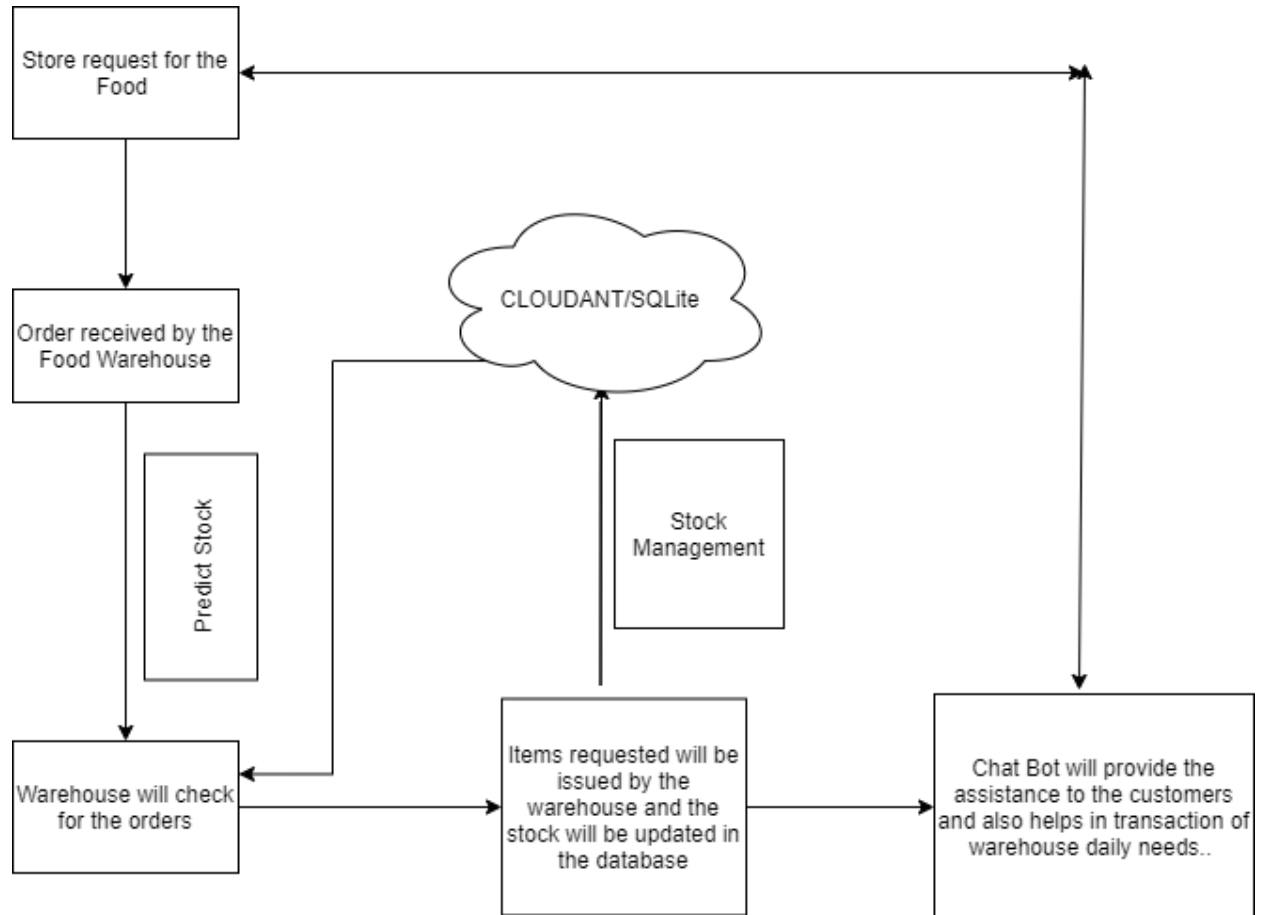 Store request for the
Food
CLOUDANT/SQLite
Order received by the
Food Warehouse
Predict Stock
Stock
Management
Warehouse will check
for the orders
Items requested will be
issued by the
warehouse and the
stock will be updated in
the database
Chat Bot will provide the
assistance to the customers
and also helps in transaction of
warehouse daily needs..